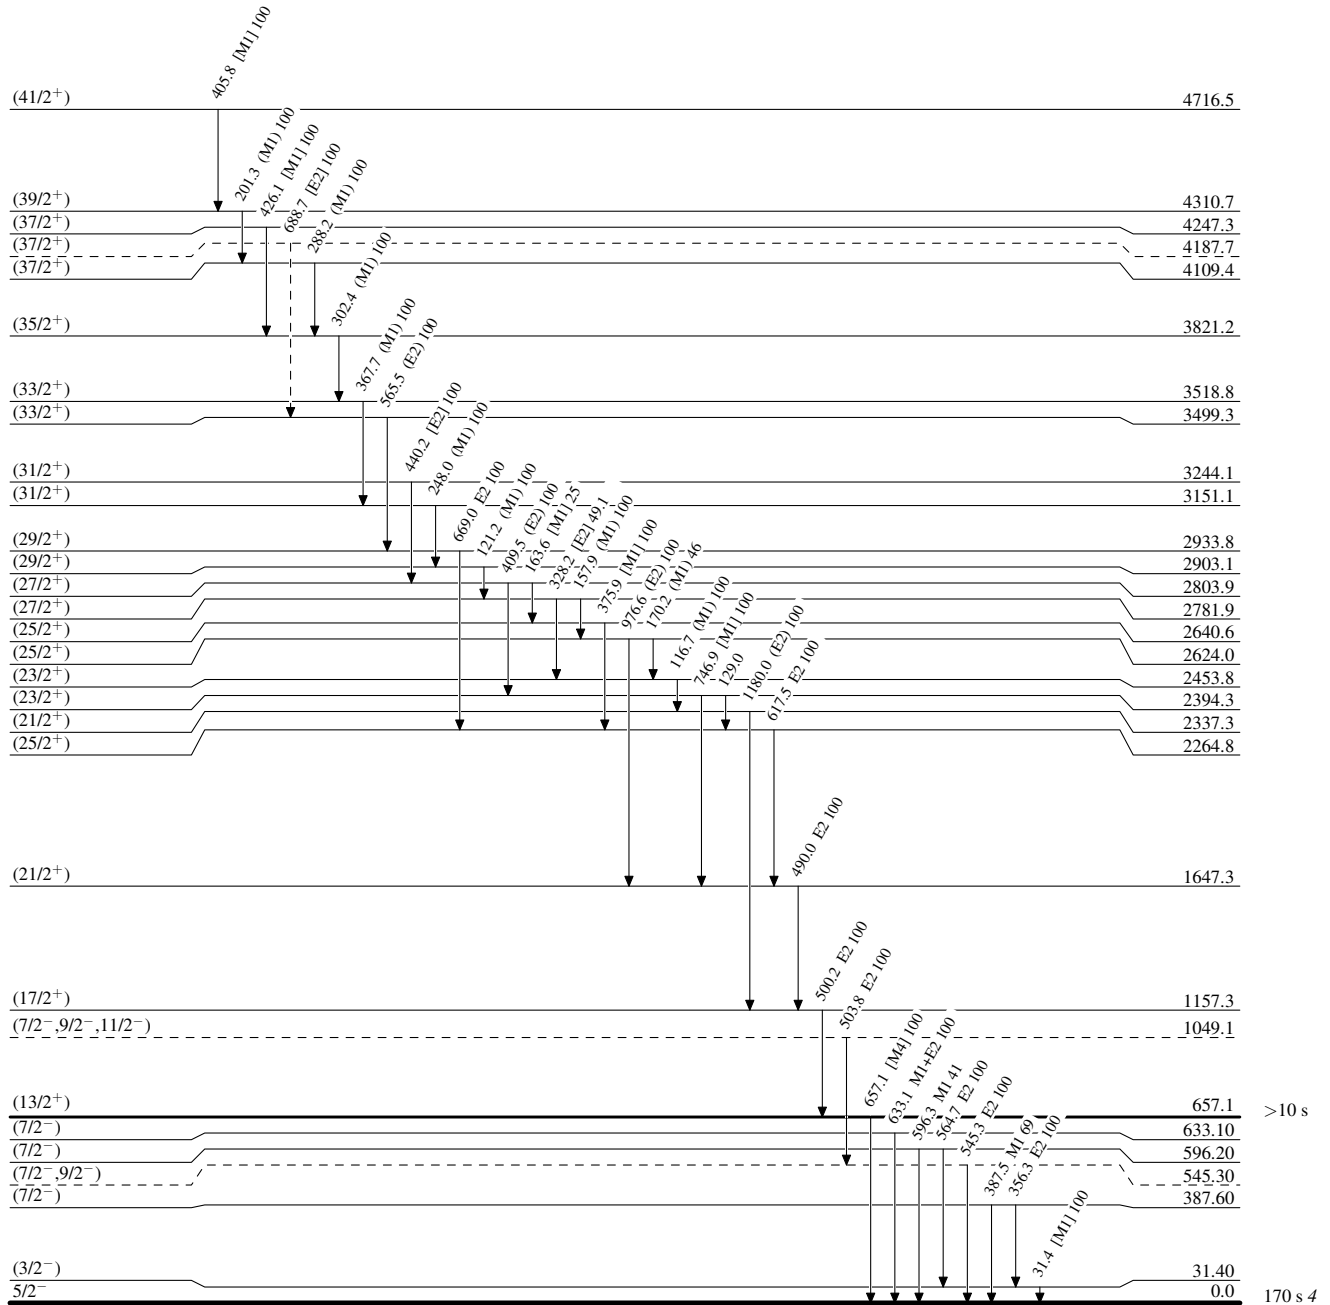 405.8 [M1] 100
(41/2+) 4716.5
201.3 (M1) 100
426.1 [M1] 100
688.7 [E2] 100
288.2 (M1) 100
(39/2+) 4310.7
(37/2+) 4247.3
(37/2+) 4187.7
(37/2+) 4109.4
302.4 (M1) 100
(35/2+) 3821.2
367.7 (M1) 100
565.5 (E2) 100
(33/2+) 3518.8
(33/2+) 3499.3
440.2 [E2] 100
248.0 (M1) 100
(31/2+) 3244.1
(31/2+) 3151.1
669.0 E2 100
121.2 (M1) 100
409.5 (E2) 100
163.6 [M1] 25
328.2 [E2] 49.1
157.9 (M1) 100
375.9 [M1] 100
976.6 (E2) 100
170.2 (M1) 46
116.7 (M1) 100
746.9 [M1] 100
129.0
1180.0 (E2) 100
617.5 E2 100
(29/2+) 2933.8
(29/2+) 2903.1
(27/2+) 2803.9
(27/2+) 2781.9
(25/2+) 2640.6
(25/2+) 2624.0
(23/2+) 2453.8
(23/2+) 2394.3
(21/2+) 2337.3
(25/2+) 2264.8
490.0 E2 100
(21/2+) 1647.3
500.2 E2 100
503.8 E2 100
(17/2+) 1157.3
(7/2−,9/2−,11/2−) 1049.1
657.1 [M4] 100
633.1 M1+E2 100
596.3 M1 41
564.7 E2 100
545.3 E2 100
387.5 M1 69
356.3 E2 100
31.4 [M1] 100
(13/2+) 657.1 >10 s
(7/2−) 633.10
(7/2−) 596.20
(7/2−,9/2−) 545.30
(7/2−) 387.60
(3/2−) 31.40
5/2− 0.0 170 s 4